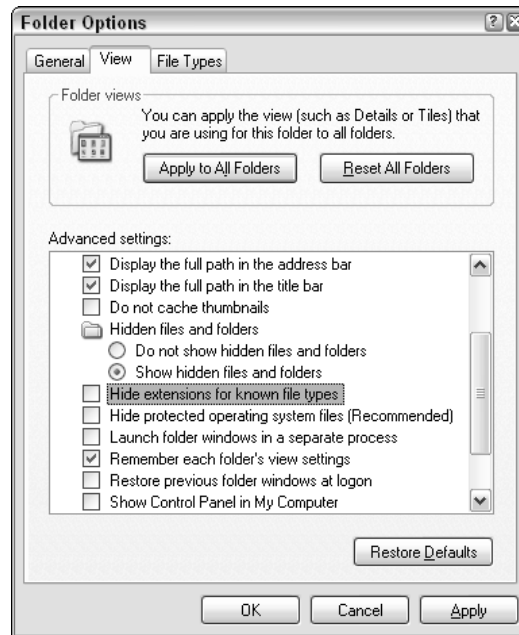 Folder Options
General
View
File Types
Folder views
You can apply the view (such as Details or Tiles) that
you are using for this folder to all folders.
Apply to All Folders
Reset All Folders
Advanced settings:
Display the full path in the address bar
Display the full path in the title bar
Do not cache thumbnails
Hidden files and folders
Do not show hidden files and folders
Show hidden files and folders
Hide extensions for known file types
Hide protected operating system files (Recommended)
Launch folder windows in a separate process
Remember each folder's view settings
Restore previous folder windows at logon
Show Control Panel in My Computer
Restore Defaults
OK
Cancel
Apply